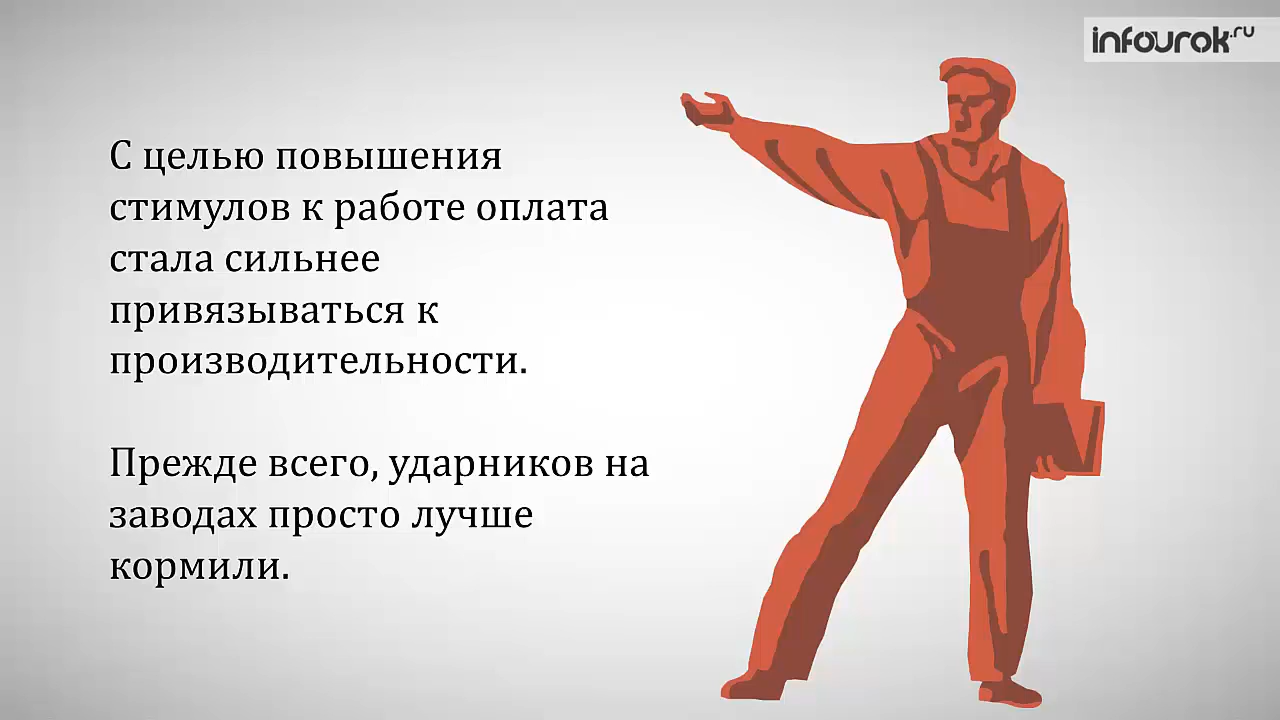 infourok.ru
С целью повышения
стимулов к работе оплата
стала сильнее
привязываться к
производительности.
Прежде всего, ударников на
заводах просто лучше
кормили.